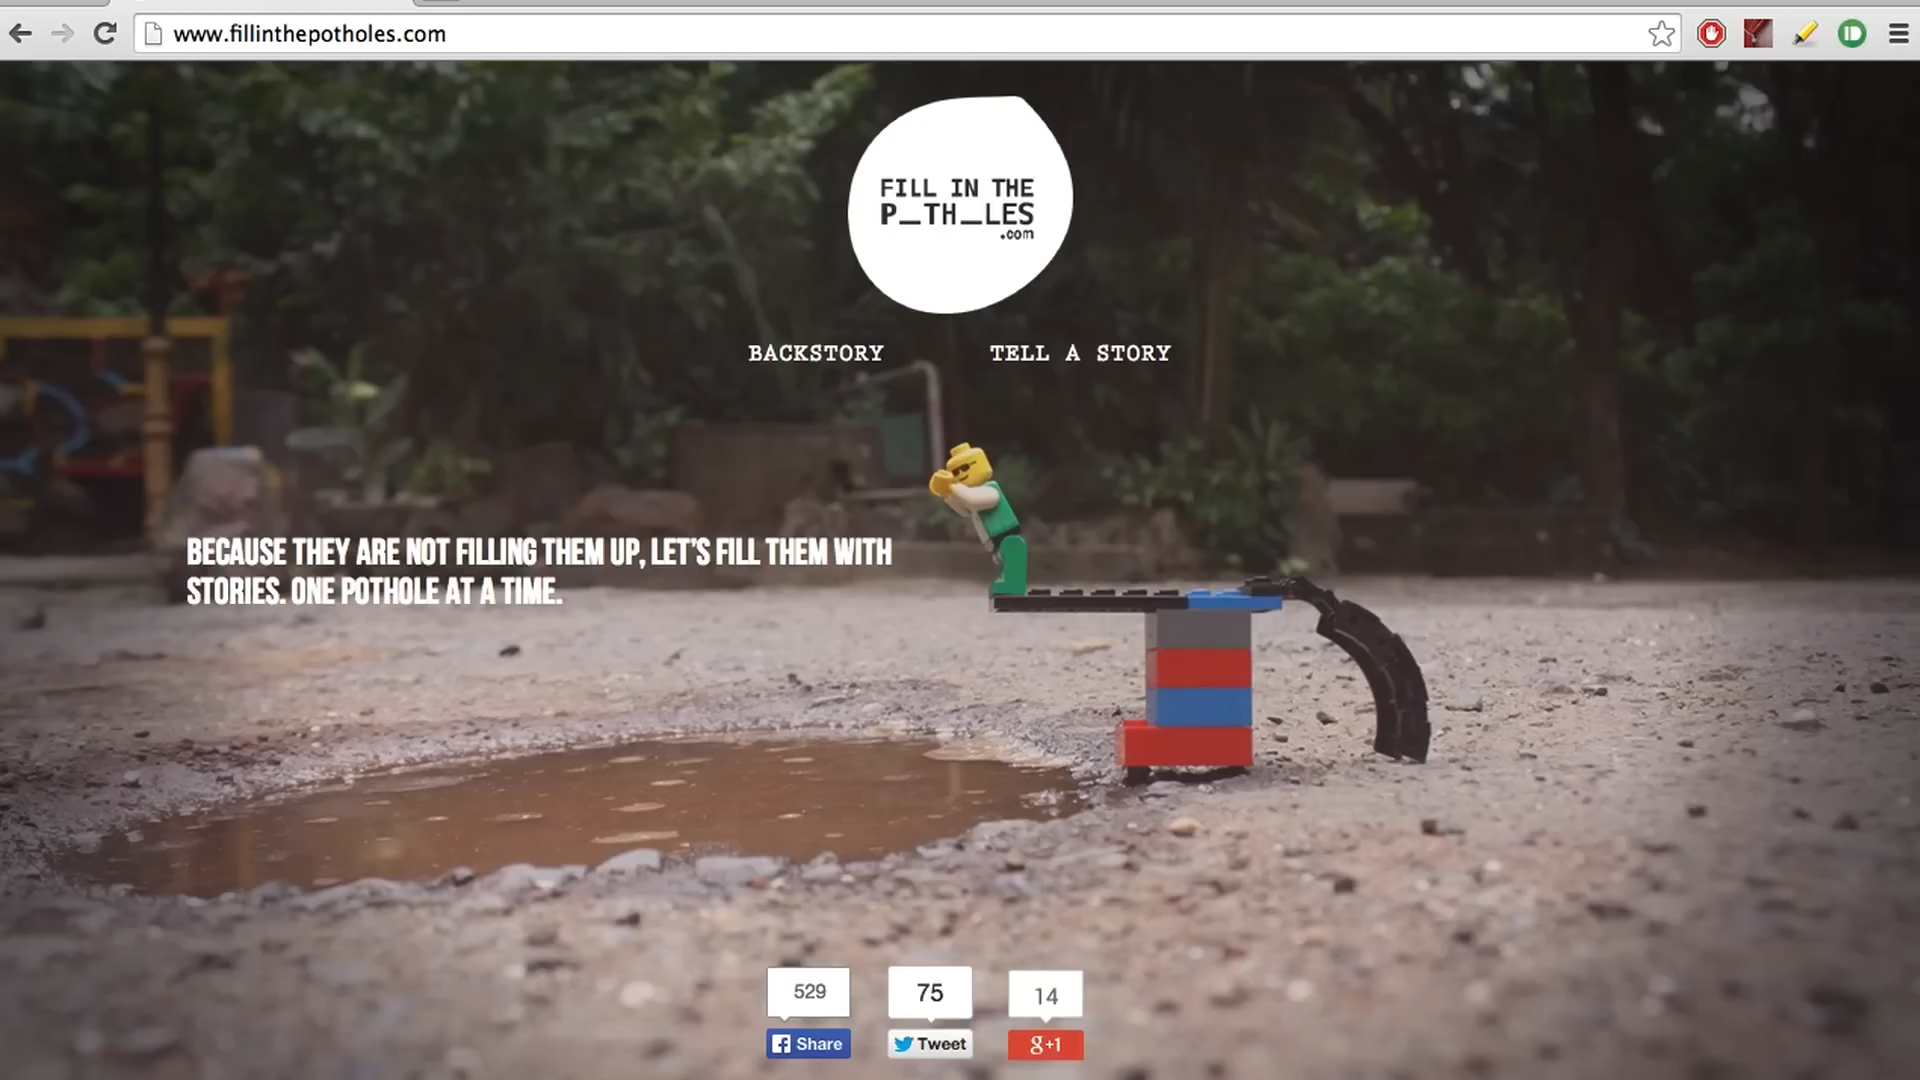 www.fillinthepotholes.com
FILL IN THE
P_TH_LES
.com
BACKSTORY
TELL A STORY
BECAUSE THEY ARE NOT FILLING THEM UP, LET'S FILL THEM WITH
STORIES. ONE POTHOLE AT A TIME.
529
75
14
Share
Tweet
g+1